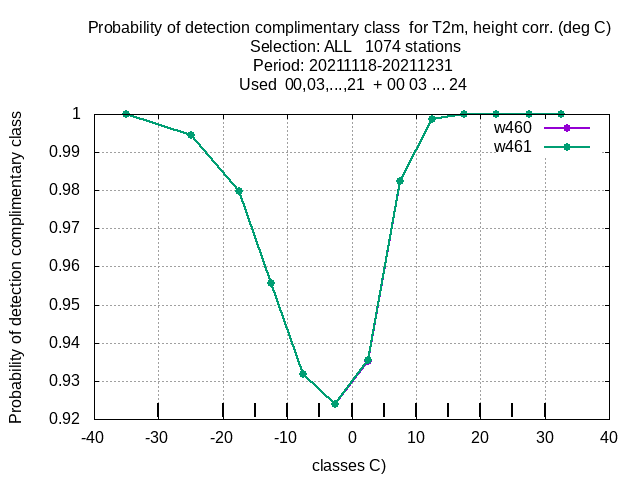 Probability of detection complimentary class  for T2m, height corr. (deg C)
Selection: ALL   1074 stations
Period: 20211118-20211231
Used  00,03,...,21  + 00 03 ... 24
Probability of detection complimentary class
1
0.99
0.98
0.97
0.96
0.95
0.94
0.93
0.92
w460
w461
-40 -30 -20 -10 0 10 20 30 40
classes C)